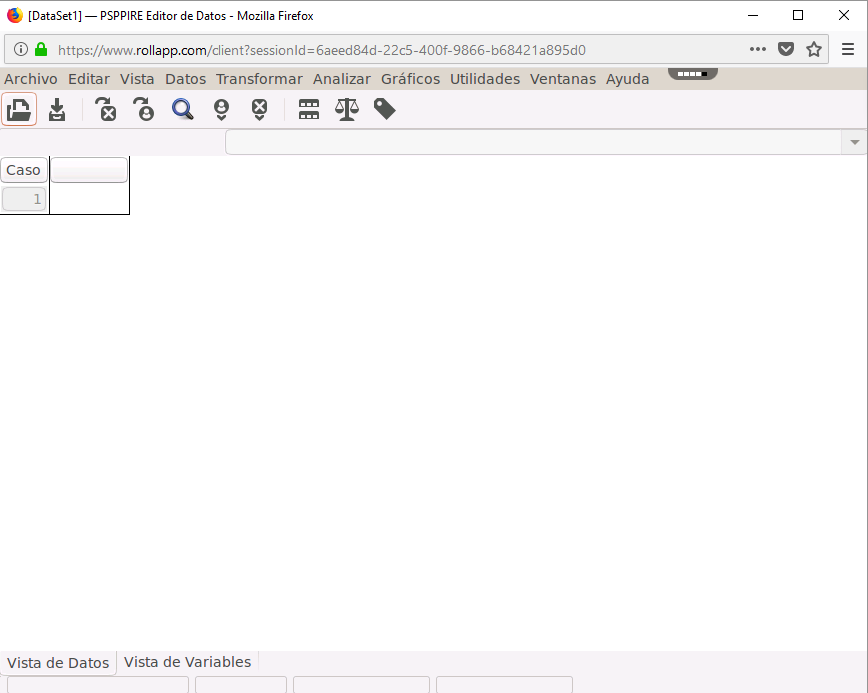 [DataSet1] — PSPPIRE Editor de Datos - Mozilla Firefox
https://www.rollapp.com/client?sessionId=6aeed84d-22c5-400f-9866-b68421a895d0
Archivo Editar Vista Datos Transformar Analizar Gráficos Utilidades Ventanas Ayuda
Caso
1
Vista de Datos Vista de Variables